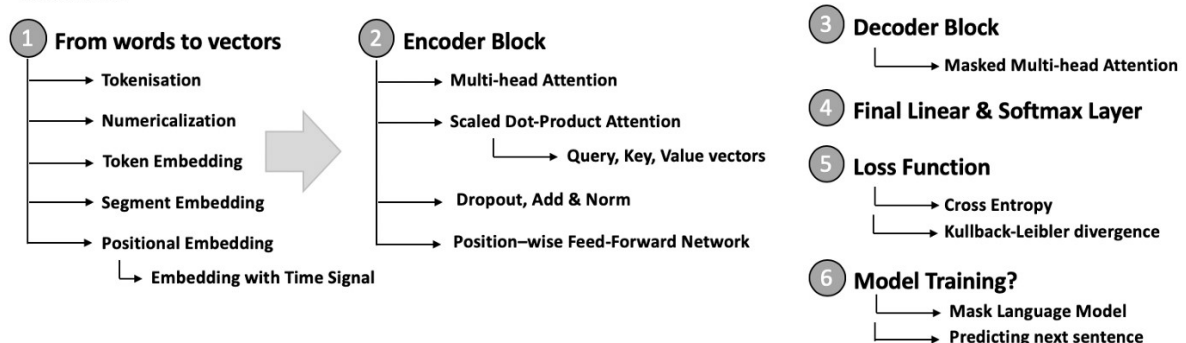 1 From words to vectors
Tokenisation
Numericalization
Token Embedding
Segment Embedding
Positional Embedding
Embedding with Time Signal
2 Encoder Block
Multi-head Attention
Scaled Dot-Product Attention
Query, Key, Value vectors
Dropout, Add & Norm
Position–wise Feed-Forward Network
3 Decoder Block
Masked Multi-head Attention
4 Final Linear & Softmax Layer
5 Loss Function
Cross Entropy
Kullback-Leibler divergence
6 Model Training?
Mask Language Model
Predicting next sentence